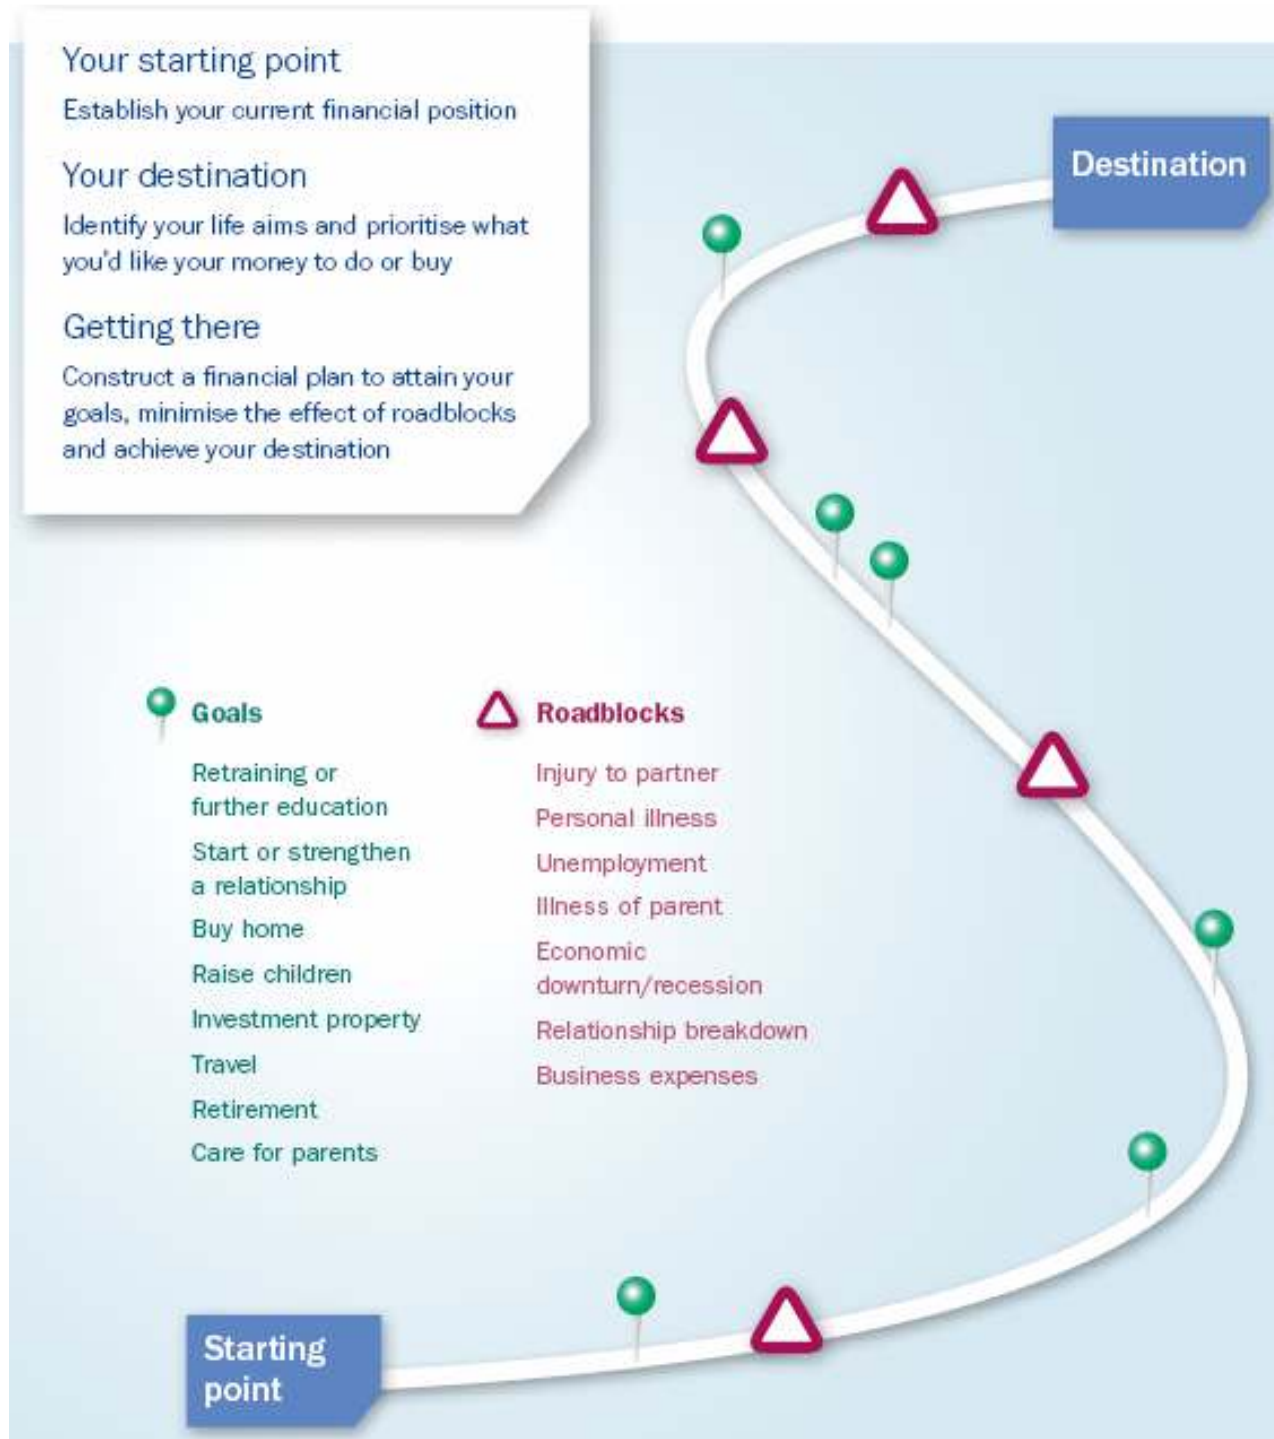 Your starting point
Establish your current financial position
Your destination
Identify your life aims and prioritise what
you'd like your money to do or buy
Getting there
Construct a financial plan to attain your
goals, minimise the effect of roadblocks
and achieve your destination
Destination
Goals
Retraining or
further education
Start or strengthen
a relationship
Buy home
Raise children
Investment property
Travel
Retirement
Care for parents
Roadblocks
Injury to partner
Personal illness
Unemployment
Illness of parent
Economic
downturn/recession
Relationship breakdown
Business expenses
Starting
point